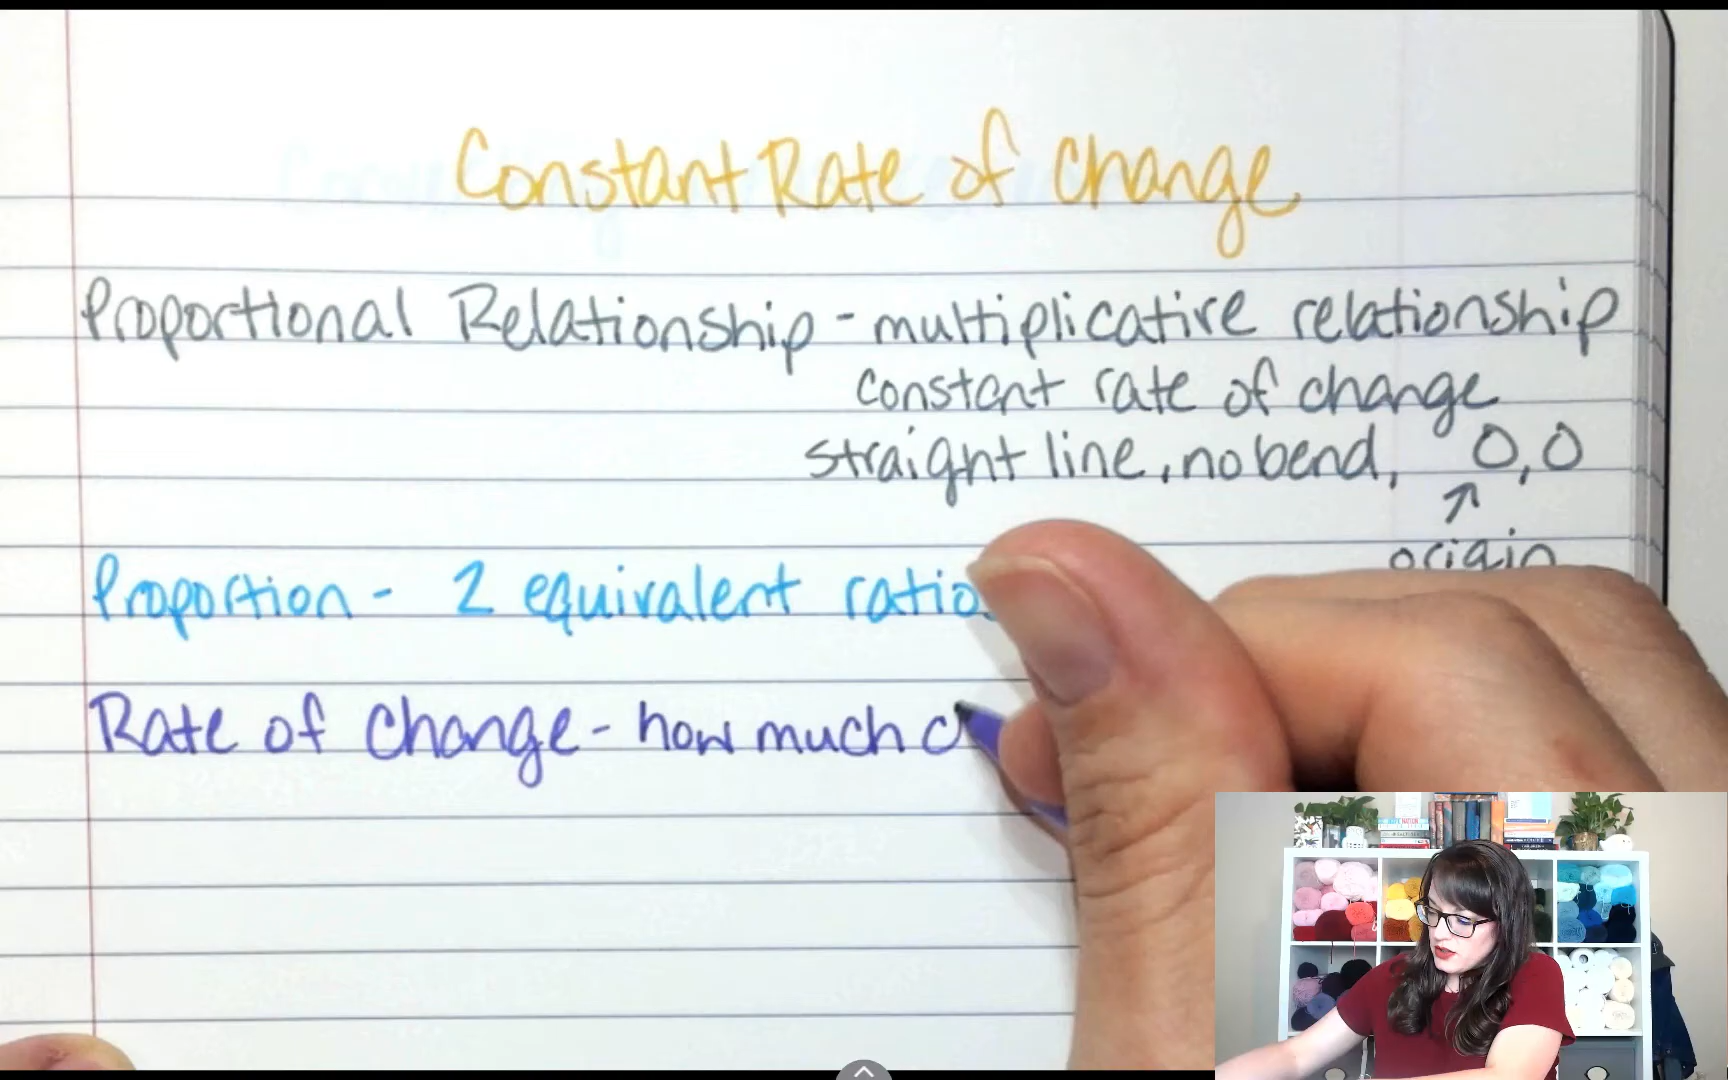 Constant Rate of Change
Proportional Relationship - multiplicative relationship
constant rate of change
straight line, no bend, 0,0
origin
Proportion - 2 equivalent ratio
Rate of Change - how much